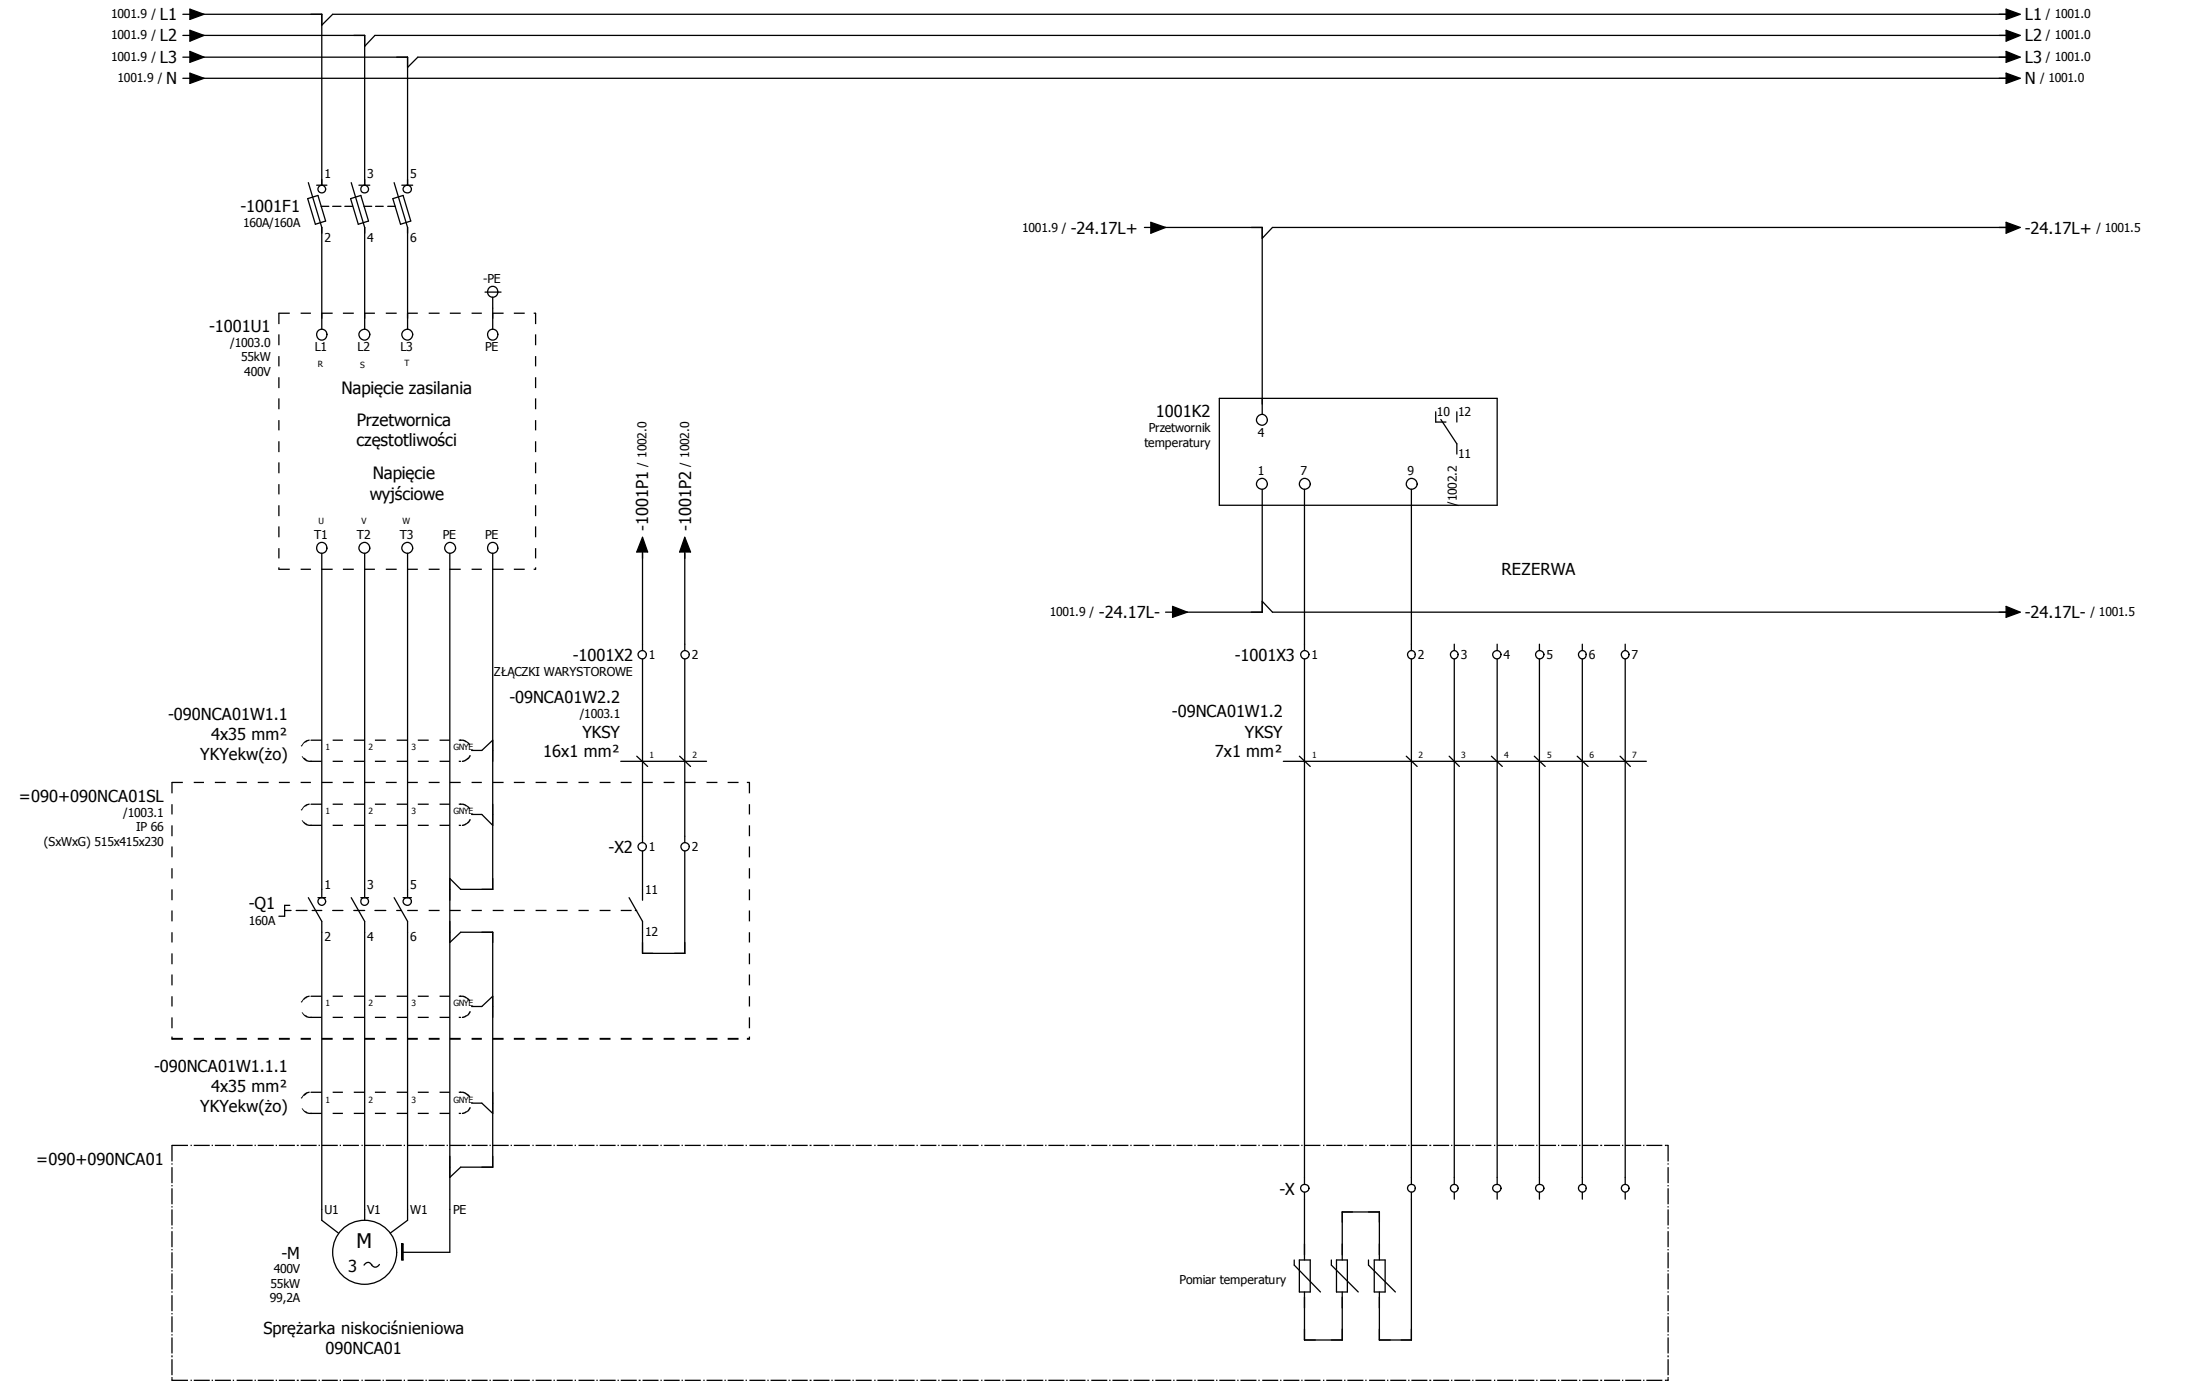 1001.9 / L1
L1 / 1001.0
1001.9 / L2
L2 / 1001.0
1001.9 / L3
L3 / 1001.0
1001.9 / N
N / 1001.0
1 3 5
-1001F1
160A/160A
2 4 6
1001.9 / -24.17L+
-24.17L+ / 1001.5
-PE
-1001U1
/1003.0
55kW
400V
L1 L2 L3 PE
R S T
Napięcie zasilania
Przetwornica
częstotliwości
Napięcie
wyjściowe
U V W
T1 T2 T3 PE PE
-1001P1 / 1002.0
-1001P2 / 1002.0
1001K2
Przetwornik
temperatury
4
10 12
11
/1002.2
1 7 9
REZERWA
1001.9 / -24.17L-
-24.17L- / 1001.5
-1001X2 1 2
ZŁĄCZKI WARYSTOROWE
-1001X3 1 2 3 4 5 6 7
-09NCA01W2.2
/1003.1
YKSY
16x1 mm²
1 2
-090NCA01W1.1
4x35 mm²
YKYekw(żo)
1 2 3 GNYE
-09NCA01W1.2
YKSY
7x1 mm²
1 2 3 4 5 6 7
=090+090NCA01SL
/1003.1
IP 66
(SxWxG) 515x415x230
1 2 3 GNYE
-X2 1 2
1 3 5 11
-Q1
160A
2 4 6 12
1 2 3 GNYE
-090NCA01W1.1.1
4x35 mm²
YKYekw(żo)
1 2 3 GNYE
=090+090NCA01
-X
U1 V1 W1 PE
M
3 ~
-M
400V
55kW
99,2A
Pomiar temperatury
Sprężarka niskociśnieniowa
090NCA01